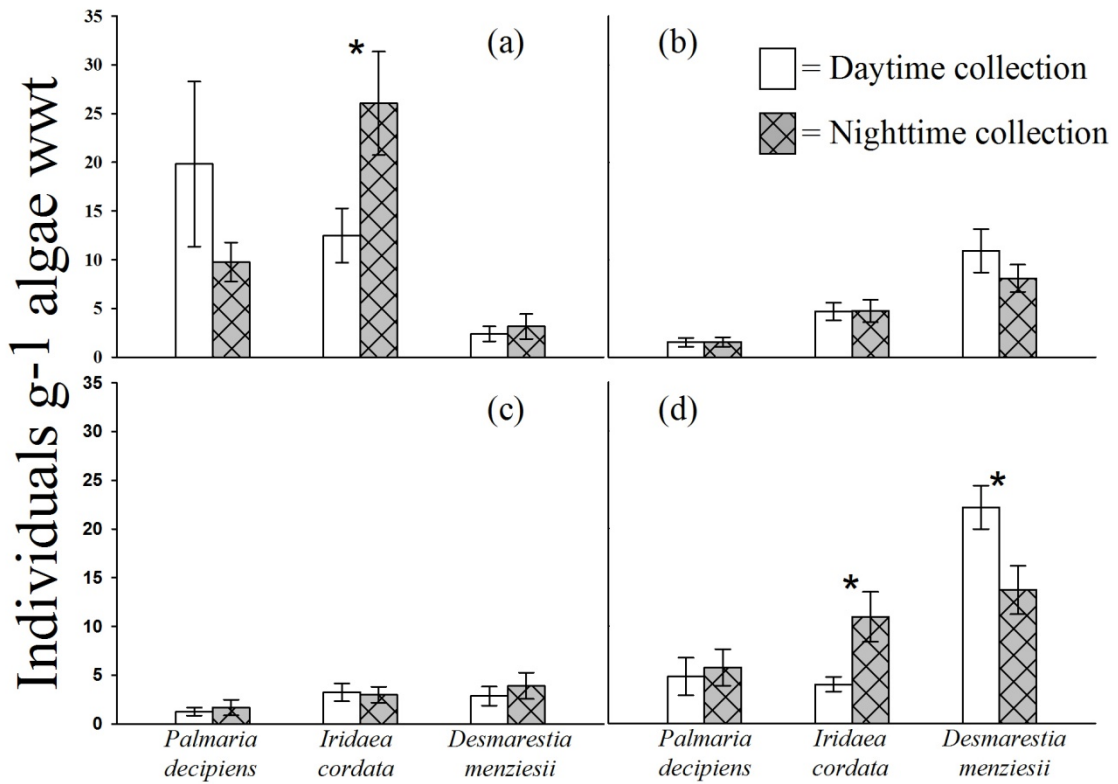 Individuals g-1 algae wwt
35
30
25
20
15
10
5
0
(a)
*
(b)
= Daytime collection
= Nighttime collection
35
30
25
20
15
10
5
0
(c)
(d)
*
*
Palmaria decipiens
Iridaea cordata
Desmarestia menziesii
Palmaria decipiens
Iridaea cordata
Desmarestia menziesii